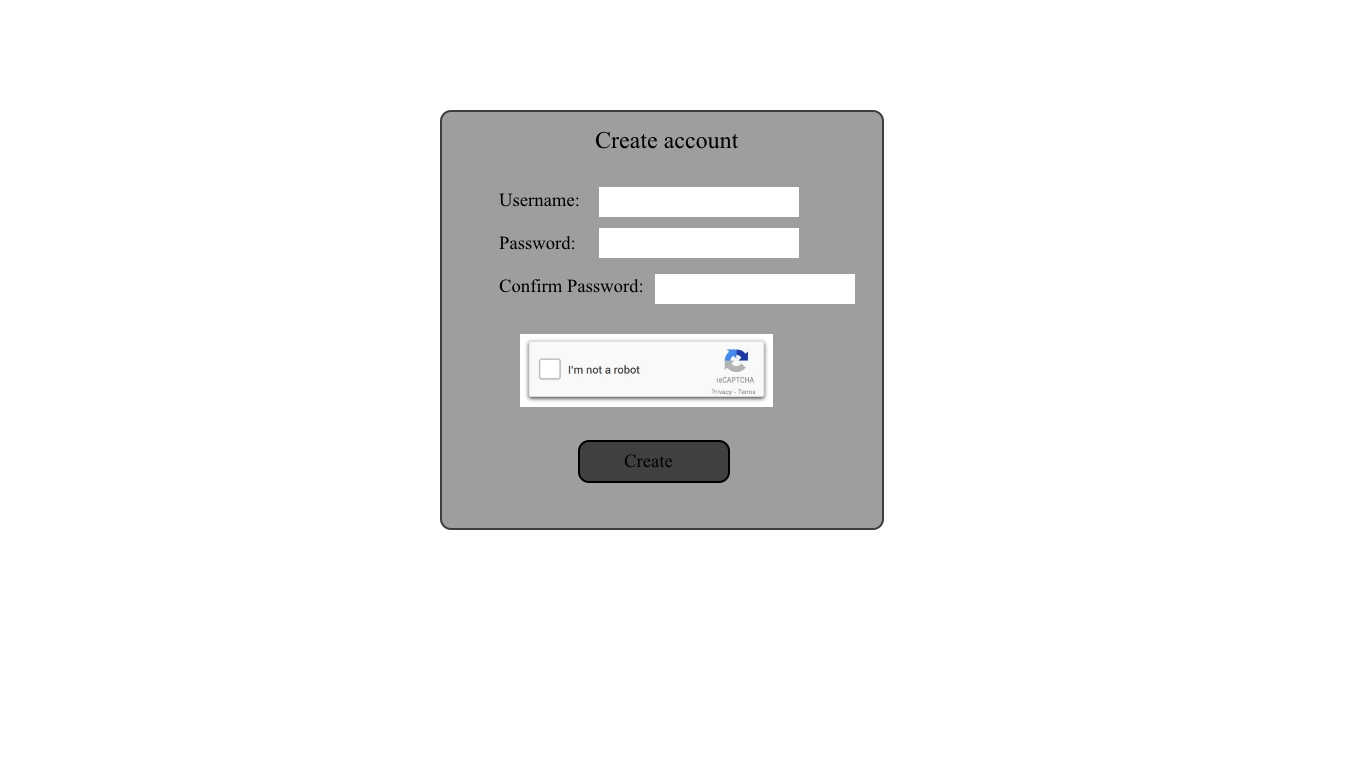 Create account
Username:
Password:
Confirm Password:
I'm not a robot
reCAPTCHA
Privacy - Terms
Create